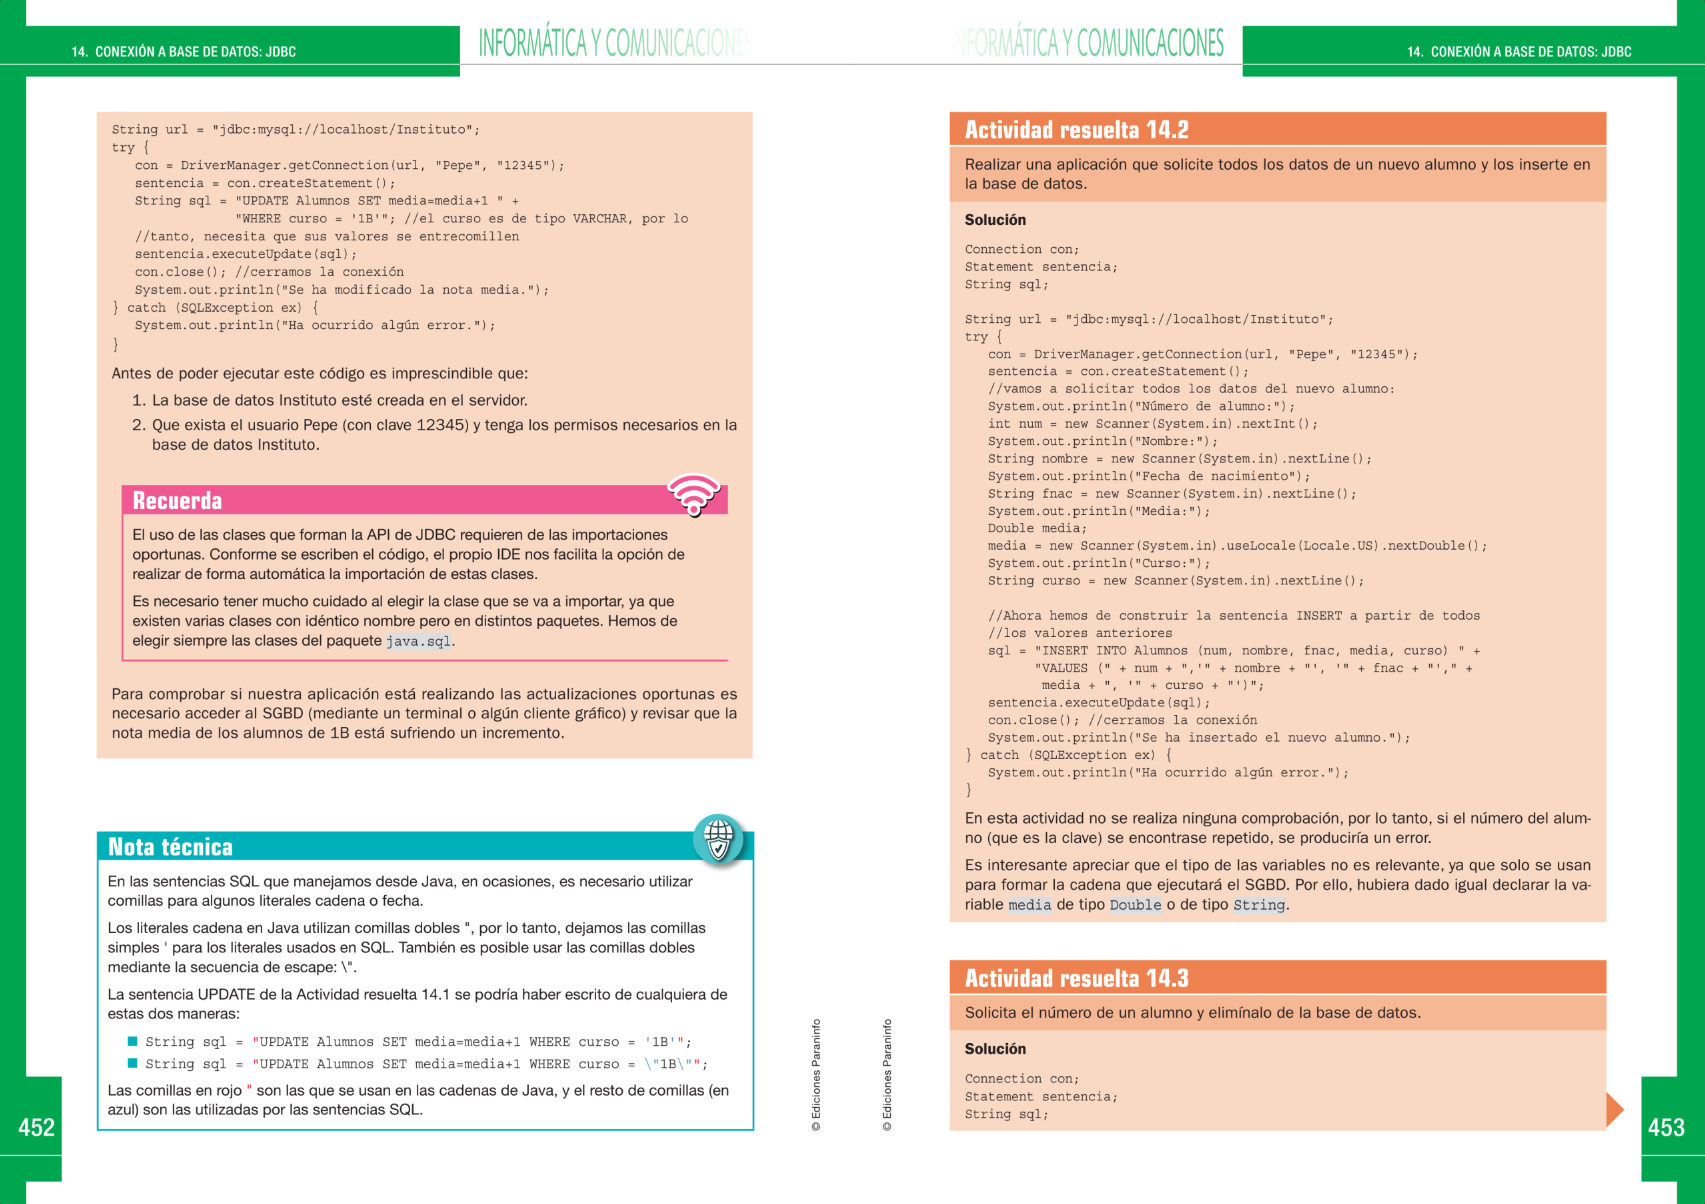 14. CONEXIÓN A BASE DE DATOS: JDBC
INFORMÁTICA Y COMUNICACIONES
String url = "jdbc:mysql://localhost/Instituto";
try {
   con = DriverManager.getConnection(url, "Pepe", "12345");
   sentencia = con.createStatement();
   String sql = "UPDATE Alumnos SET media=media+1 " +
                "WHERE curso = '1B'"; //el curso es de tipo VARCHAR, por lo
   //tanto, necesita que sus valores se entrecomillen
   sentencia.executeUpdate(sql);
   con.close(); //cerramos la conexión
   System.out.println("Se ha modificado la nota media.");
} catch (SQLException ex) {
   System.out.println("Ha ocurrido algún error.");
}
Antes de poder ejecutar este código es imprescindible que:
1. La base de datos Instituto esté creada en el servidor.
2. Que exista el usuario Pepe (con clave 12345) y tenga los permisos necesarios en la
base de datos Instituto.
Recuerda
El uso de las clases que forman la API de JDBC requieren de las importaciones
oportunas. Conforme se escriben el código, el propio IDE nos facilita la opción de
realizar de forma automática la importación de estas clases.
Es necesario tener mucho cuidado al elegir la clase que se va a importar, ya que
existen varias clases con idéntico nombre pero en distintos paquetes. Hemos de
elegir siempre las clases del paquete java.sql.
Para comprobar si nuestra aplicación está realizando las actualizaciones oportunas es
necesario acceder al SGBD (mediante un terminal o algún cliente gráfico) y revisar que la
nota media de los alumnos de 1B está sufriendo un incremento.
Nota técnica
En las sentencias SQL que manejamos desde Java, en ocasiones, es necesario utilizar
comillas para algunos literales cadena o fecha.
Los literales cadena en Java utilizan comillas dobles ", por lo tanto, dejamos las comillas
simples ' para los literales usados en SQL. También es posible usar las comillas dobles
mediante la secuencia de escape: \".
La sentencia UPDATE de la Actividad resuelta 14.1 se podría haber escrito de cualquiera de
estas dos maneras:
■ String sql = "UPDATE Alumnos SET media=media+1 WHERE curso = '1B'";
■ String sql = "UPDATE Alumnos SET media=media+1 WHERE curso = \"1B\"";
Las comillas en rojo " son las que se usan en las cadenas de Java, y el resto de comillas (en
azul) son las utilizadas por las sentencias SQL.
452
© Ediciones Paraninfo
INFORMÁTICA Y COMUNICACIONES
14. CONEXIÓN A BASE DE DATOS: JDBC
Actividad resuelta 14.2
Realizar una aplicación que solicite todos los datos de un nuevo alumno y los inserte en
la base de datos.
Solución
Connection con;
Statement sentencia;
String sql;
String url = "jdbc:mysql://localhost/Instituto";
try {
   con = DriverManager.getConnection(url, "Pepe", "12345");
   sentencia = con.createStatement();
   //vamos a solicitar todos los datos del nuevo alumno:
   System.out.println("Número de alumno:");
   int num = new Scanner(System.in).nextInt();
   System.out.println("Nombre:");
   String nombre = new Scanner(System.in).nextLine();
   System.out.println("Fecha de nacimiento");
   String fnac = new Scanner(System.in).nextLine();
   System.out.println("Media:");
   Double media;
   media = new Scanner(System.in).useLocale(Locale.US).nextDouble();
   System.out.println("Curso:");
   String curso = new Scanner(System.in).nextLine();
   //Ahora hemos de construir la sentencia INSERT a partir de todos
   //los valores anteriores
   sql = "INSERT INTO Alumnos (num, nombre, fnac, media, curso) " +
         "VALUES (" + num + ",'" + nombre + "', '" + fnac + "'," +
          media + ", '" + curso + "')";
   sentencia.executeUpdate(sql);
   con.close(); //cerramos la conexión
   System.out.println("Se ha insertado el nuevo alumno.");
} catch (SQLException ex) {
   System.out.println("Ha ocurrido algún error.");
}
En esta actividad no se realiza ninguna comprobación, por lo tanto, si el número del alum-
no (que es la clave) se encontrase repetido, se produciría un error.
Es interesante apreciar que el tipo de las variables no es relevante, ya que solo se usan
para formar la cadena que ejecutará el SGBD. Por ello, hubiera dado igual declarar la va-
riable media de tipo Double o de tipo String.
Actividad resuelta 14.3
Solicita el número de un alumno y elimínalo de la base de datos.
Solución
Connection con;
Statement sentencia;
String sql;
© Ediciones Paraninfo
453